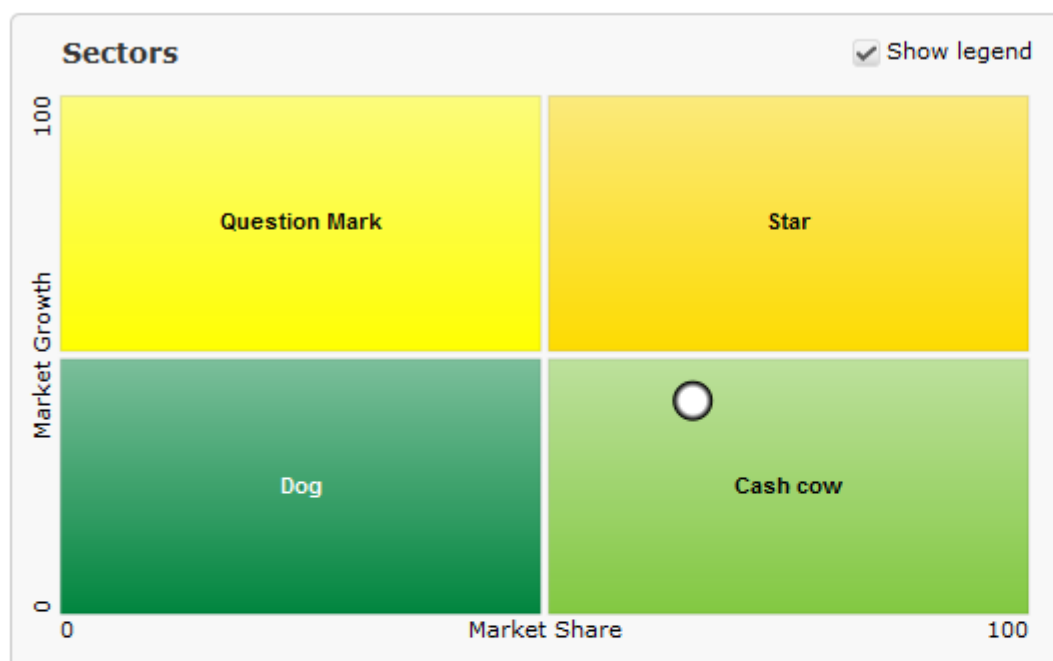 Sectors
Show legend
100
Market Growth
0
Question Mark
Star
Dog
Cash cow
0
Market Share
100